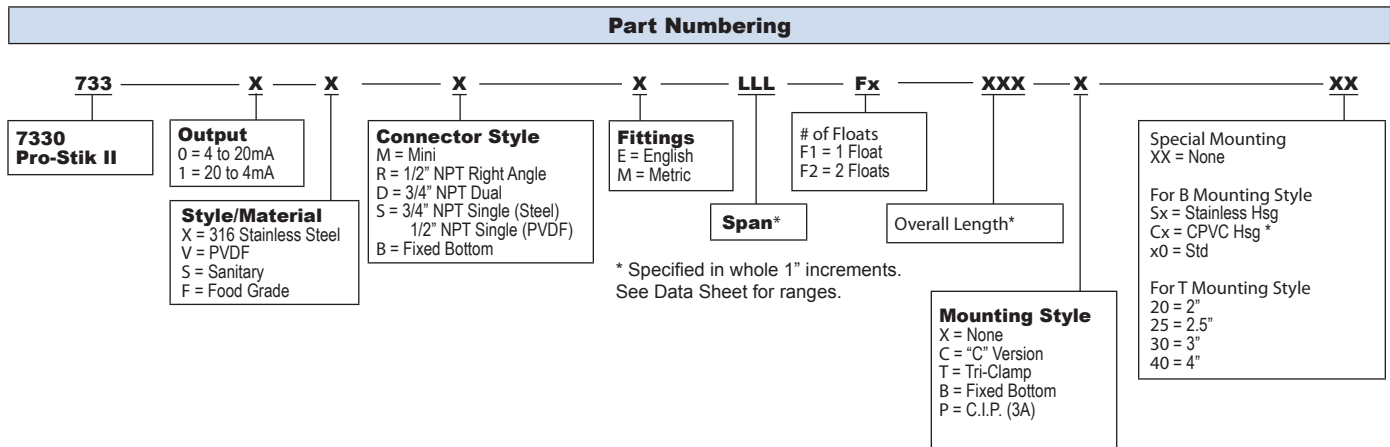 Part Numbering
733 X X X X LLL Fx XXX X XX
7330
Pro-Stik II
Output
0 = 4 to 20mA
1 = 20 to 4mA
Style/Material
X = 316 Stainless Steel
V = PVDF
S = Sanitary
F = Food Grade
Connector Style
M = Mini
R = 1/2" NPT Right Angle
D = 3/4" NPT Dual
S = 3/4" NPT Single (Steel)
1/2" NPT Single (PVDF)
B = Fixed Bottom
Fittings
E = English
M = Metric
Span*
# of Floats
F1 = 1 Float
F2 = 2 Floats
Overall Length*
* Specified in whole 1" increments.
See Data Sheet for ranges.
Mounting Style
X = None
C = “C” Version
T = Tri-Clamp
B = Fixed Bottom
P = C.I.P. (3A)
Special Mounting
XX = None
For B Mounting Style
Sx = Stainless Hsg
Cx = CPVC Hsg *
x0 = Std
For T Mounting Style
20 = 2"
25 = 2.5"
30 = 3"
40 = 4"